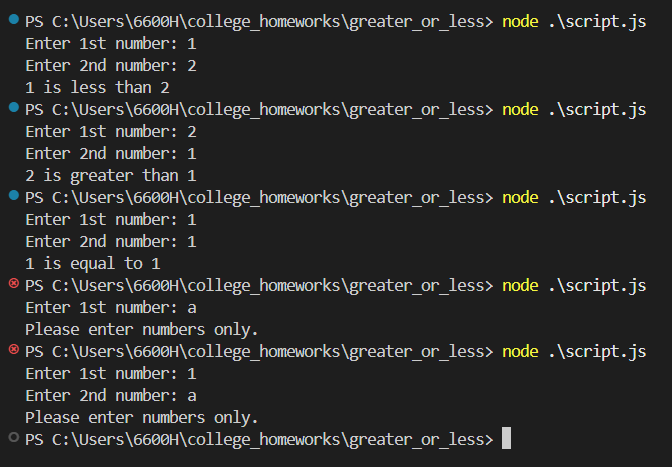 PS C:\Users\6600H\college_homeworks\greater_or_less> node .\script.js
Enter 1st number: 1
Enter 2nd number: 2
1 is less than 2
PS C:\Users\6600H\college_homeworks\greater_or_less> node .\script.js
Enter 1st number: 2
Enter 2nd number: 1
2 is greater than 1
PS C:\Users\6600H\college_homeworks\greater_or_less> node .\script.js
Enter 1st number: 1
Enter 2nd number: 1
1 is equal to 1
PS C:\Users\6600H\college_homeworks\greater_or_less> node .\script.js
Enter 1st number: a
Please enter numbers only.
PS C:\Users\6600H\college_homeworks\greater_or_less> node .\script.js
Enter 1st number: 1
Enter 2nd number: a
Please enter numbers only.
PS C:\Users\6600H\college_homeworks\greater_or_less>